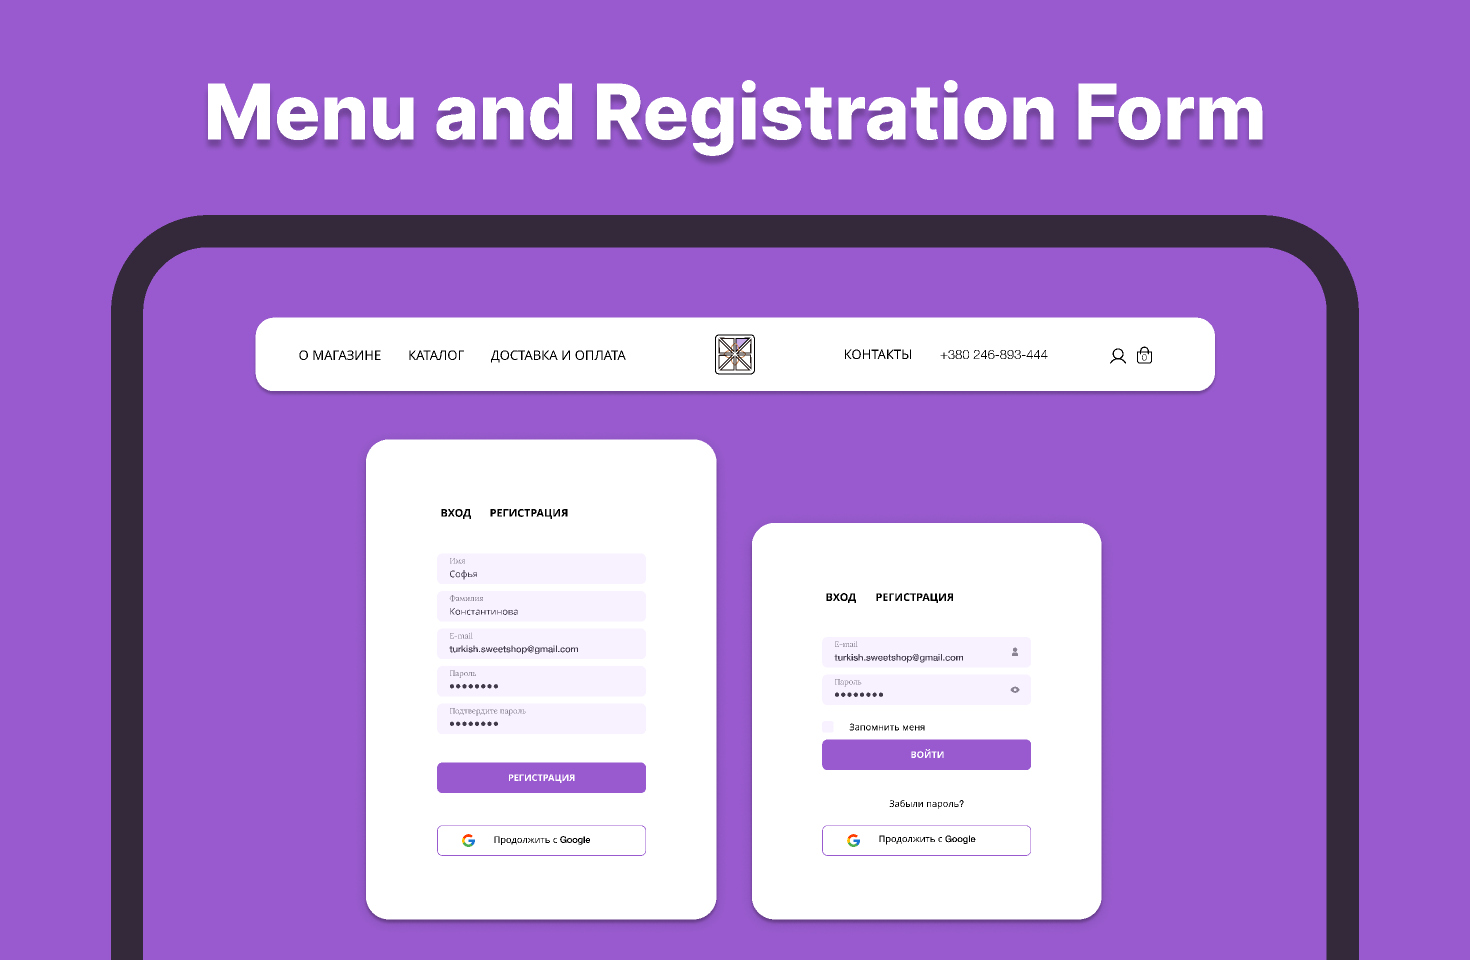 Menu and Registration Form
О МАГАЗИНЕ КАТАЛОГ ДОСТАВКА И ОПЛАТА КОНТАКТЫ +380 246-893-444 0
ВХОД РЕГИСТРАЦИЯ
Имя
Софья
Фамилия
Константинова
E-mail
turkish.sweetshop@gmail.com
Пароль
••••••••
Подтвердите пароль
••••••••
РЕГИСТРАЦИЯ
Продолжить с Google
ВХОД РЕГИСТРАЦИЯ
E-mail
turkish.sweetshop@gmail.com
Пороль
••••••••
Запомнить меня
ВОЙТИ
Забыли пароль?
Продолжить с Google